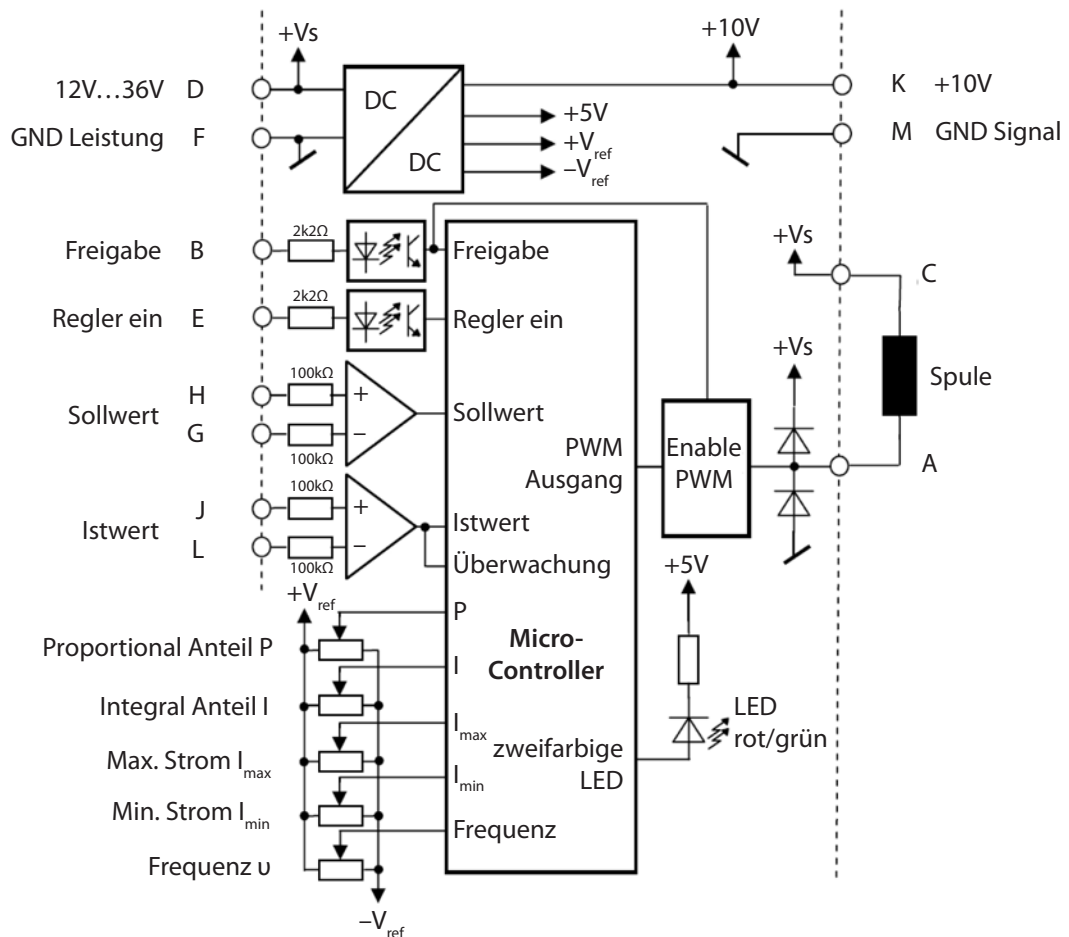 +Vs
+10V
12V…36V D
DC
K +10V
+5V
GND Leistung F
M GND Signal
+Vref
DC
–Vref
2k2Ω
Freigabe B
Freigabe
+Vs
C
2k2Ω
Regler ein E
Regler ein
+Vs
100kΩ
H
+
Spule
Sollwert
Sollwert
G
–
100kΩ
PWM
Ausgang
Enable
PWM
A
100kΩ
J
+
Istwert
Istwert
L
–
Überwachung
100kΩ
+5V
+Vref
P
Proportional Anteil P
Micro-
Controller
I
Integral Anteil I
LED
rot/grün
Imax
zweifarbige
LED
Max. Strom Imax
Imin
Min. Strom Imin
Frequenz
Frequenz υ
–Vref